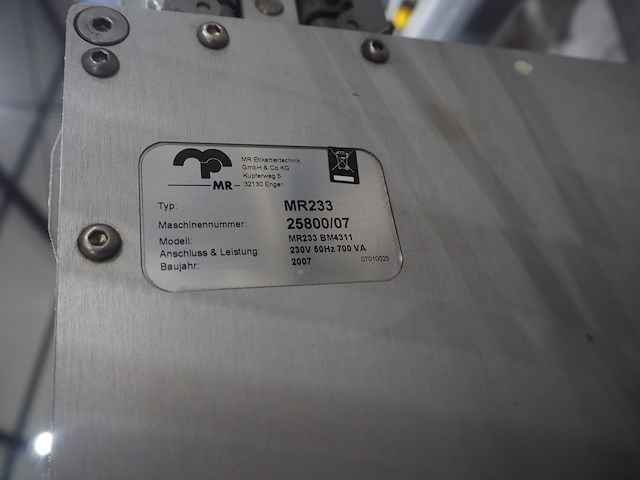 MR Etikettiertechnik
GmbH & Co.KG
Kupferweg 5
32130 Enger
MR
Typ: MR233
Maschinennummer: 25800/07
Modell: MR233 BM4311
Anschluss & Leistung: 230V 50Hz 700 VA
Baujahr: 2007
07010025